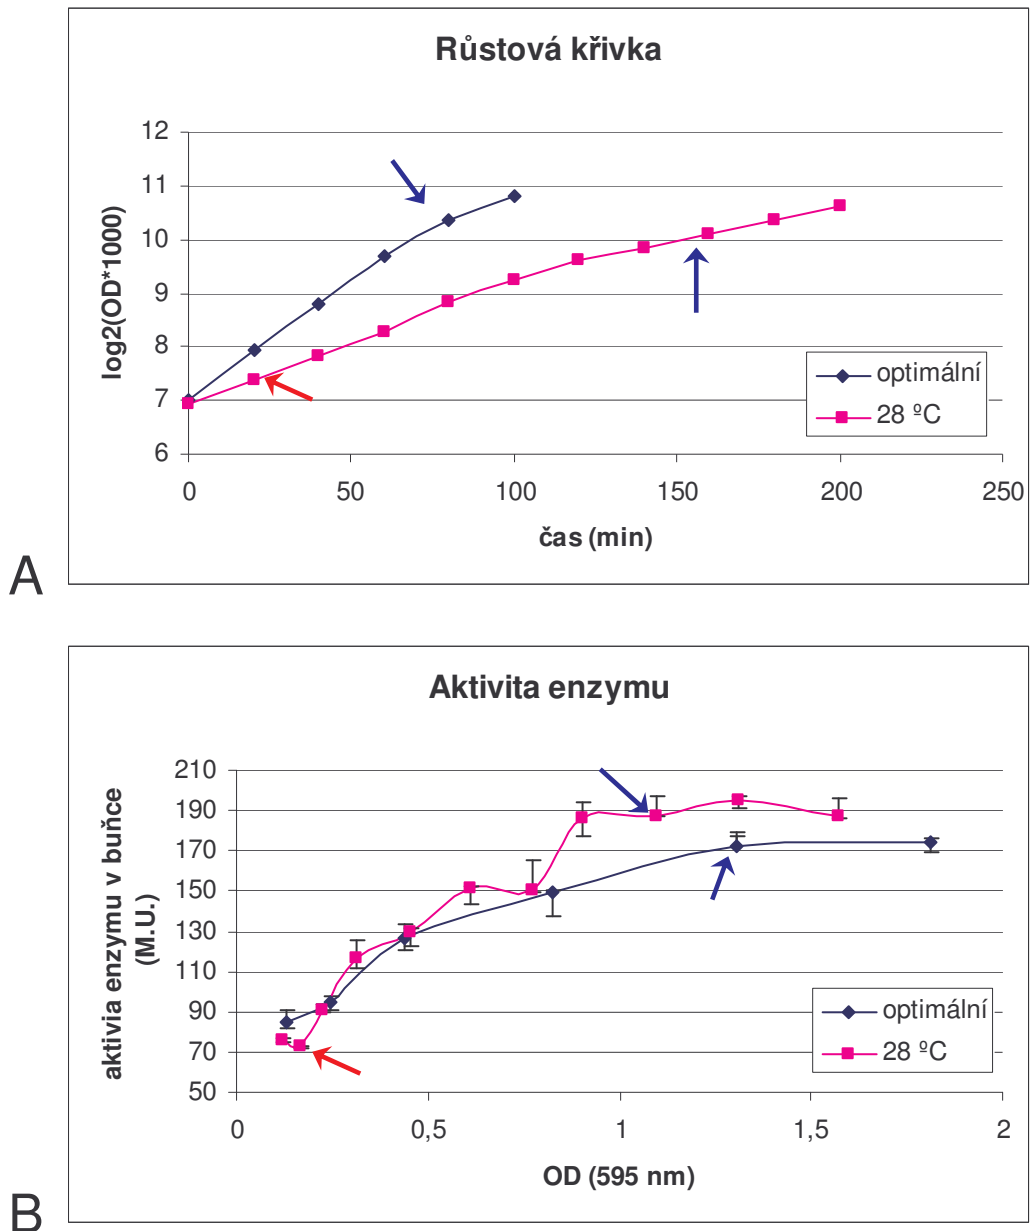 Růstová křivka
12
11
10
9
8
7
6
log2(OD*1000)
0 50 100 150 200 250
čas (min)
optimální
28 ºC
A
Aktivita enzymu
210
190
170
150
130
110
90
70
50
aktivia enzymu v buňce
(M.U.)
0 0,5 1 1,5 2
OD (595 nm)
optimální
28 ºC
B